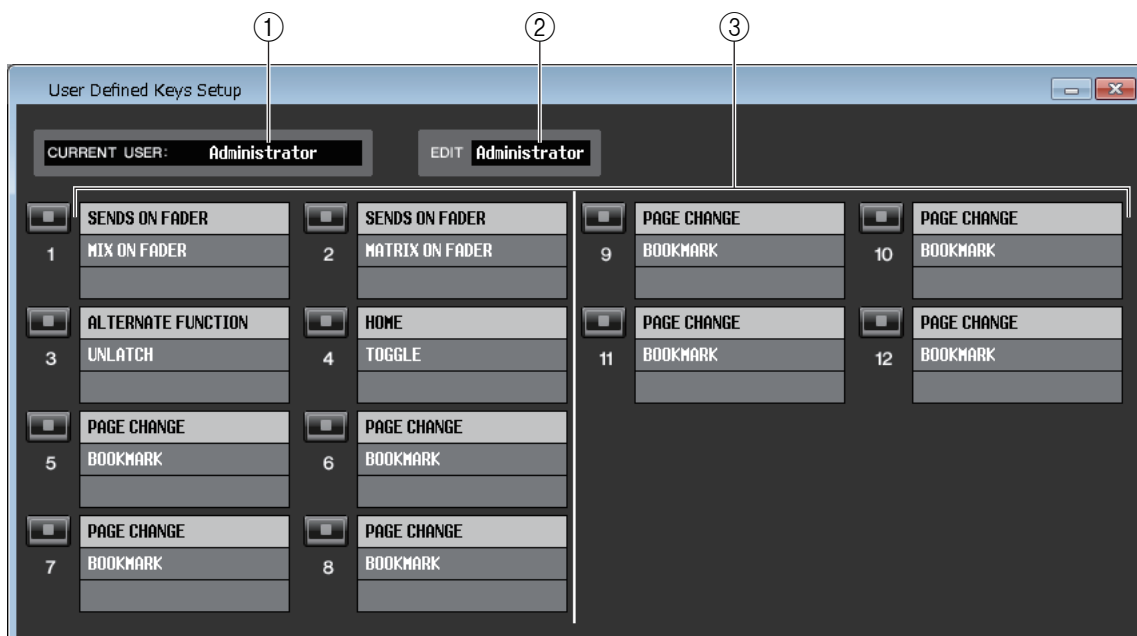 ① ② ③
User Defined Keys Setup
CURRENT USER: Administrator EDIT Administrator
1 SENDS ON FADER
MIX ON FADER
2 SENDS ON FADER
MATRIX ON FADER
3 ALTERNATE FUNCTION
UNLATCH
4 HOME
TOGGLE
5 PAGE CHANGE
BOOKMARK
6 PAGE CHANGE
BOOKMARK
7 PAGE CHANGE
BOOKMARK
8 PAGE CHANGE
BOOKMARK
9 PAGE CHANGE
BOOKMARK
10 PAGE CHANGE
BOOKMARK
11 PAGE CHANGE
BOOKMARK
12 PAGE CHANGE
BOOKMARK